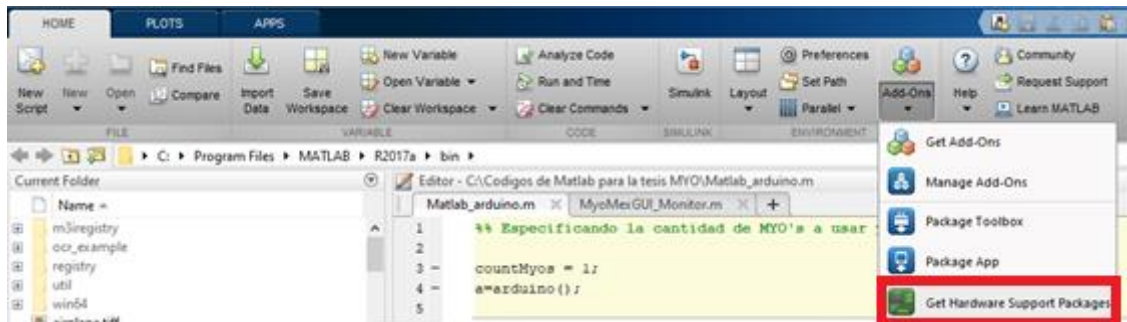 HOME PLOTS APPS
New Script
New
Open
Find Files
Compare
Import Data
Save Workspace
New Variable
Open Variable
Clear Workspace
Analyze Code
Run and Time
Clear Commands
Simulink
Layout
Preferences
Set Path
Parallel
Add-Ons
Help
Community
Request Support
Learn MATLAB
FILE VARIABLE CODE SIMULINK ENVIRONMENT
C: Program Files MATLAB R2017a bin
Current Folder
Name
m3iregistry
ocr_example
registry
util
win64
Editor - C:\Codigos de Matlab para la tesis MYO\Matlab_arduino.m
Matlab_arduino.m MyoMexGUI_Monitor.m +
1 %% Especificando la cantidad de MYO's a usar
2
3 - countMyos = 1;
4 - a=arduino();
5
Get Add-Ons
Manage Add-Ons
Package Toolbox
Package App
Get Hardware Support Packages